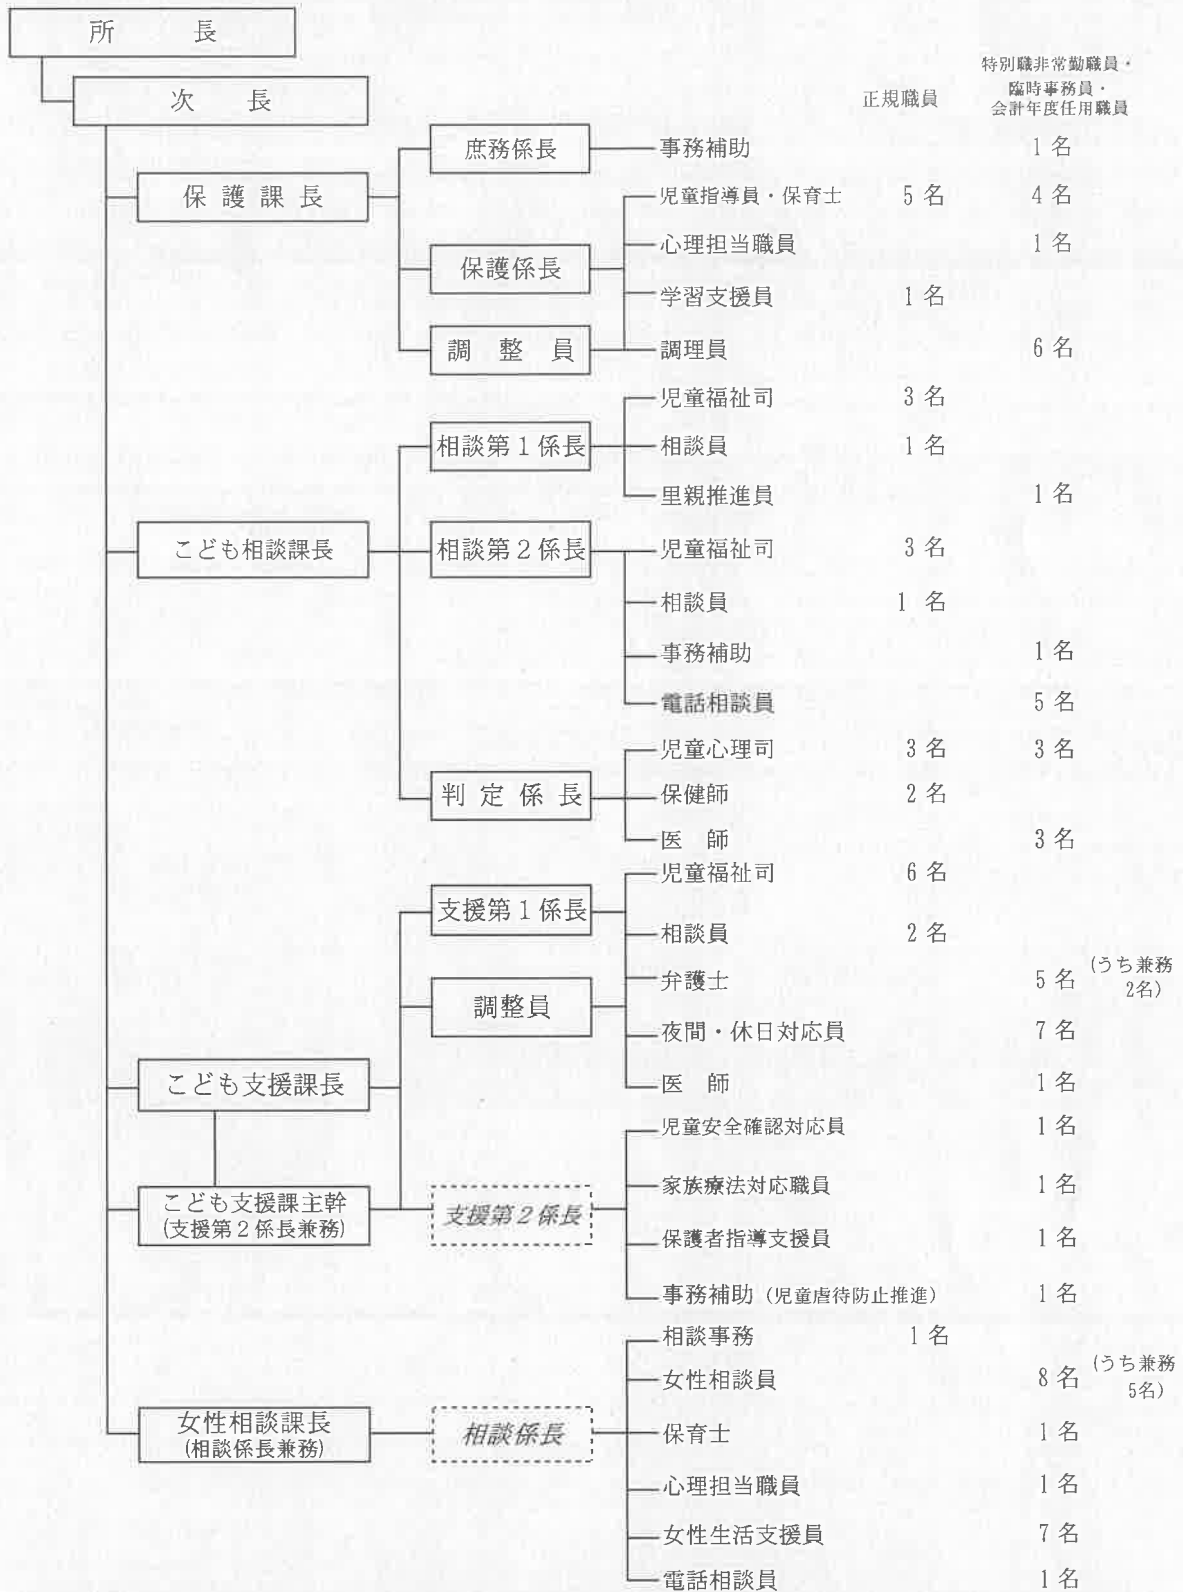 所　　　長
次　　長
正規職員
特別職非常勤職員・
臨時事務員・
会計年度任用職員
保護課長
庶務係長
事務補助　1名
児童指導員・保育士　5名　4名
保護係長
心理担当職員　1名
学習支援員　1名
調整員
調理員　6名
こども相談課長
相談第1係長
児童福祉司　3名
相談員　1名
里親推進員　1名
相談第2係長
児童福祉司　3名
相談員　1名
事務補助　1名
電話相談員　5名
判定係長
児童心理司　3名　3名
保健師　2名
医　師　3名
こども支援課長
支援第1係長
調整員
児童福祉司　6名
相談員　2名
弁護士　5名　(うち兼務
2名)
夜間・休日対応員　7名
医　師　1名
こども支援課主幹
(支援第2係長兼務)
支援第2係長
児童安全確認対応員　1名
家族療法対応職員　1名
保護者指導支援員　1名
事務補助（児童虐待防止推進）　1名
女性相談課長
(相談係長兼務)
相談係長
相談事務　1名
女性相談員　8名　(うち兼務
5名)
保育士　1名
心理担当職員　1名
女性生活支援員　7名
電話相談員　1名